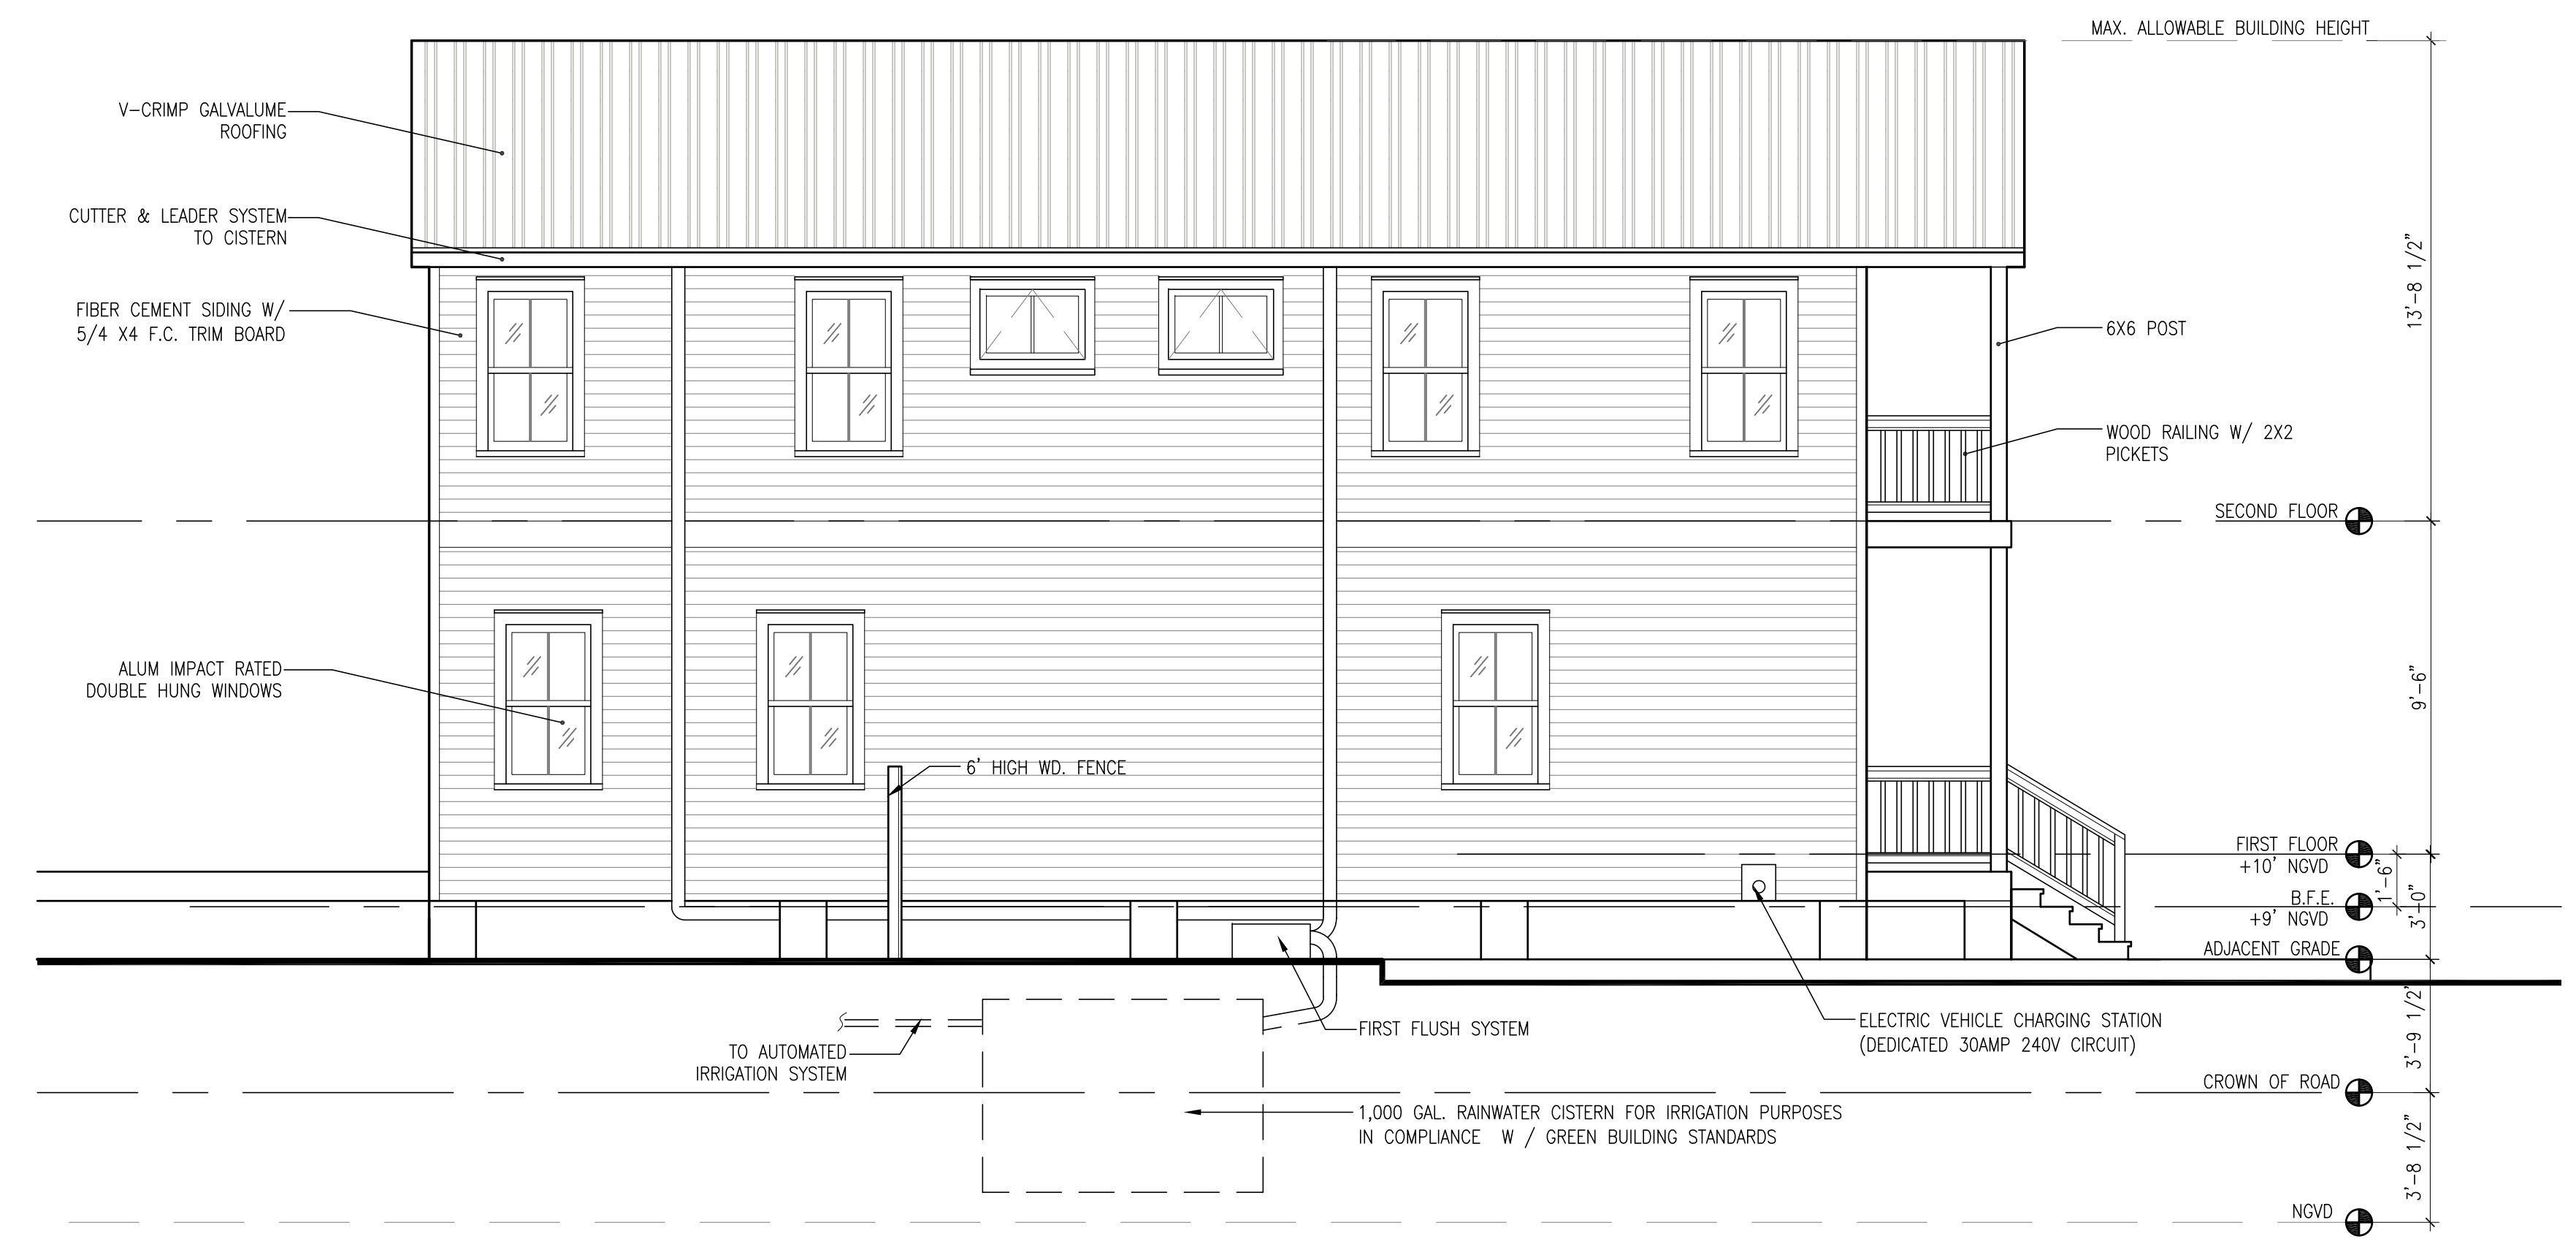 MAX. ALLOWABLE BUILDING HEIGHT
V-CRIMP GALVALUME
ROOFING
CUTTER & LEADER SYSTEM
TO CISTERN
FIBER CEMENT SIDING W/
5/4 X4 F.C. TRIM BOARD
13'-8 1/2"
6X6 POST
WOOD RAILING W/ 2X2
PICKETS
SECOND FLOOR
ALUM IMPACT RATED
DOUBLE HUNG WINDOWS
9'-6"
6' HIGH WD. FENCE
FIRST FLOOR
+10' NGVD
1'-6"
B.F.E.
+9' NGVD
3'-0"
ADJACENT GRADE
FIRST FLUSH SYSTEM
ELECTRIC VEHICLE CHARGING STATION
(DEDICATED 30AMP 240V CIRCUIT)
3'-9 1/2"
TO AUTOMATED
IRRIGATION SYSTEM
CROWN OF ROAD
1,000 GAL. RAINWATER CISTERN FOR IRRIGATION PURPOSES
IN COMPLIANCE W / GREEN BUILDING STANDARDS
3'-8 1/2"
NGVD